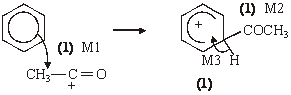 (1) M1
CH₃—C=O
+
+
(1) M2
COCH₃
M3 H
(1)